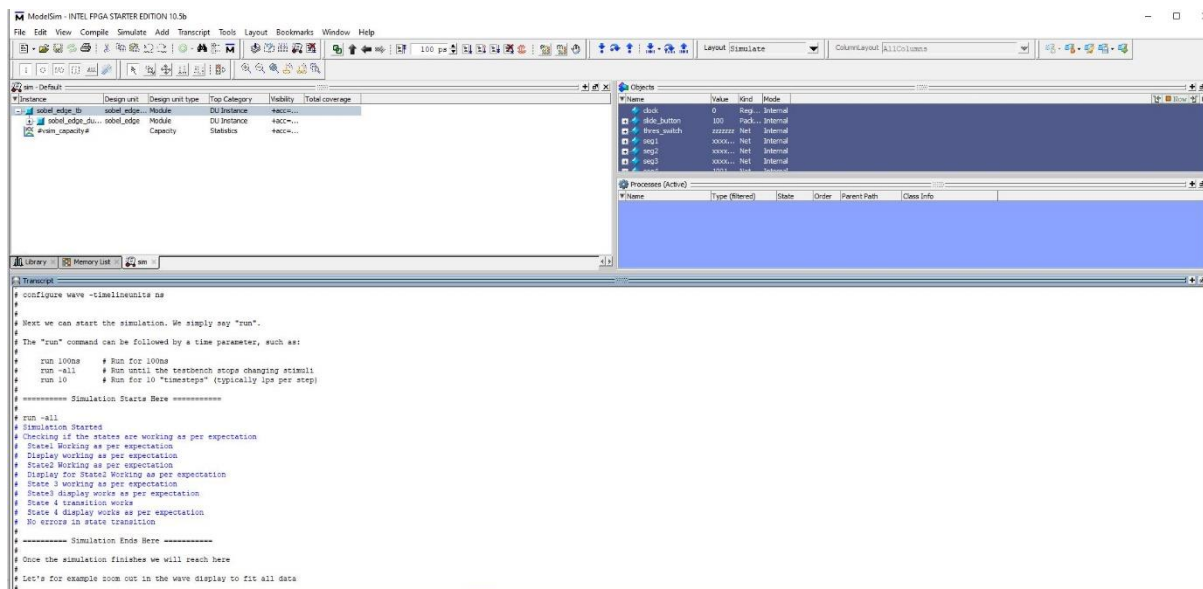 ModelSim - INTEL FPGA STARTER EDITION 10.5b
File Edit View Compile Simulate Add Transcript Tools Layout Bookmarks Window Help
100 ps
Layout Simulate
ColumnLayout AllColumns
sim - Default
Instance Design unit Design unit type Top Category Visibility Total coverage
sobel_edge_tb sobel_edge... Module DU Instance +acc=...
sobel_edge_du... sobel_edge Module DU Instance +acc=...
#vsim_capacity# Capacity Statistics +acc=...
Library Memory List sim
Objects
Name Value Kind Mode
Now
clock 0 Regi... Internal
slide_button 100 Pack... Internal
thres_switch zzzzzzz Net Internal
seg1 xxxx... Net Internal
seg2 xxxx... Net Internal
seg3 xxxx... Net Internal
Processes (Active)
Name Type (filtered) State Order Parent Path Class Info
Transcript
# configure wave -timelineunits ns
#
#
# Next we can start the simulation. We simply say "run".
#
# The "run" command can be followed by a time parameter, such as:
#
# run 100ns # Run for 100ns
# run -all # Run until the testbench stops changing stimuli
# run 10 # Run for 10 "timesteps" (typically 1ps per step)
#
# ========== Simulation Starts Here ===========
#
# run -all
# Simulation Started
# Checking if the states are working as per expectation
# State1 Working as per expectation
# Display working as per expectation
# State2 Working as per expectation
# Display for State2 Working as per expectation
# State 3 working as per expectation
# State3 display works as per expectation
# State 4 transition works
# State 4 display works as per expectation
# No errors in state transition
#
# ========== Simulation Ends Here ===========
#
# Once the simulation finishes we will reach here
#
# Let's for example zoom out in the wave display to fit all data
#